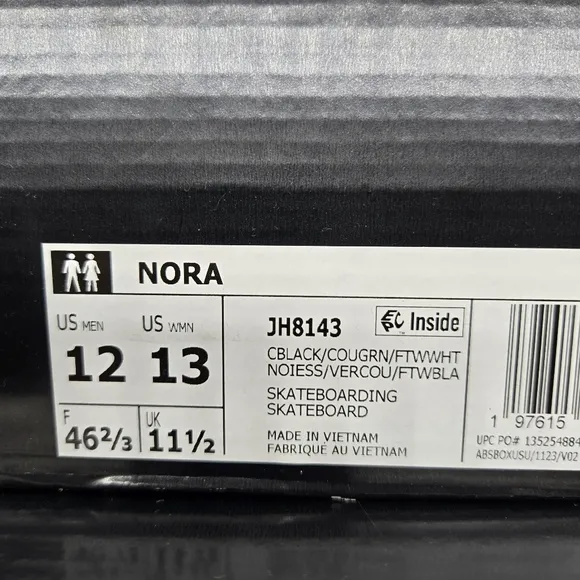 NORA
US MEN US WMN
12 13
F UK
46⅔ 11½
JH8143
Inside
CBLACK/COUGRN/FTWWHT
NOIESS/VERCOU/FTWBLA
SKATEBOARDING
SKATEBOARD
MADE IN VIETNAM
FABRIQUÉ AU VIETNAM
1 97615
UPC PO# 135254884
ABSBOXUSU/1123/V02